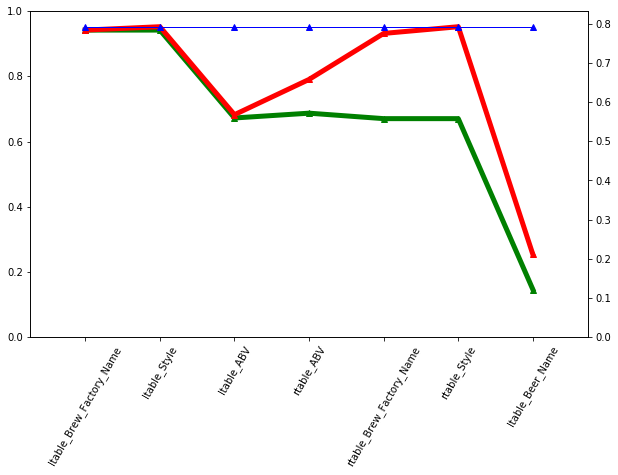 1.0
0.8
0.6
0.4
0.2
0.0
0.8
0.7
0.6
0.5
0.4
0.3
0.2
0.1
0.0
ltable_Brew_Factory_Name
ltable_Style
ltable_ABV
rtable_ABV
rtable_Brew_Factory_Name
rtable_Style
ltable_Beer_Name